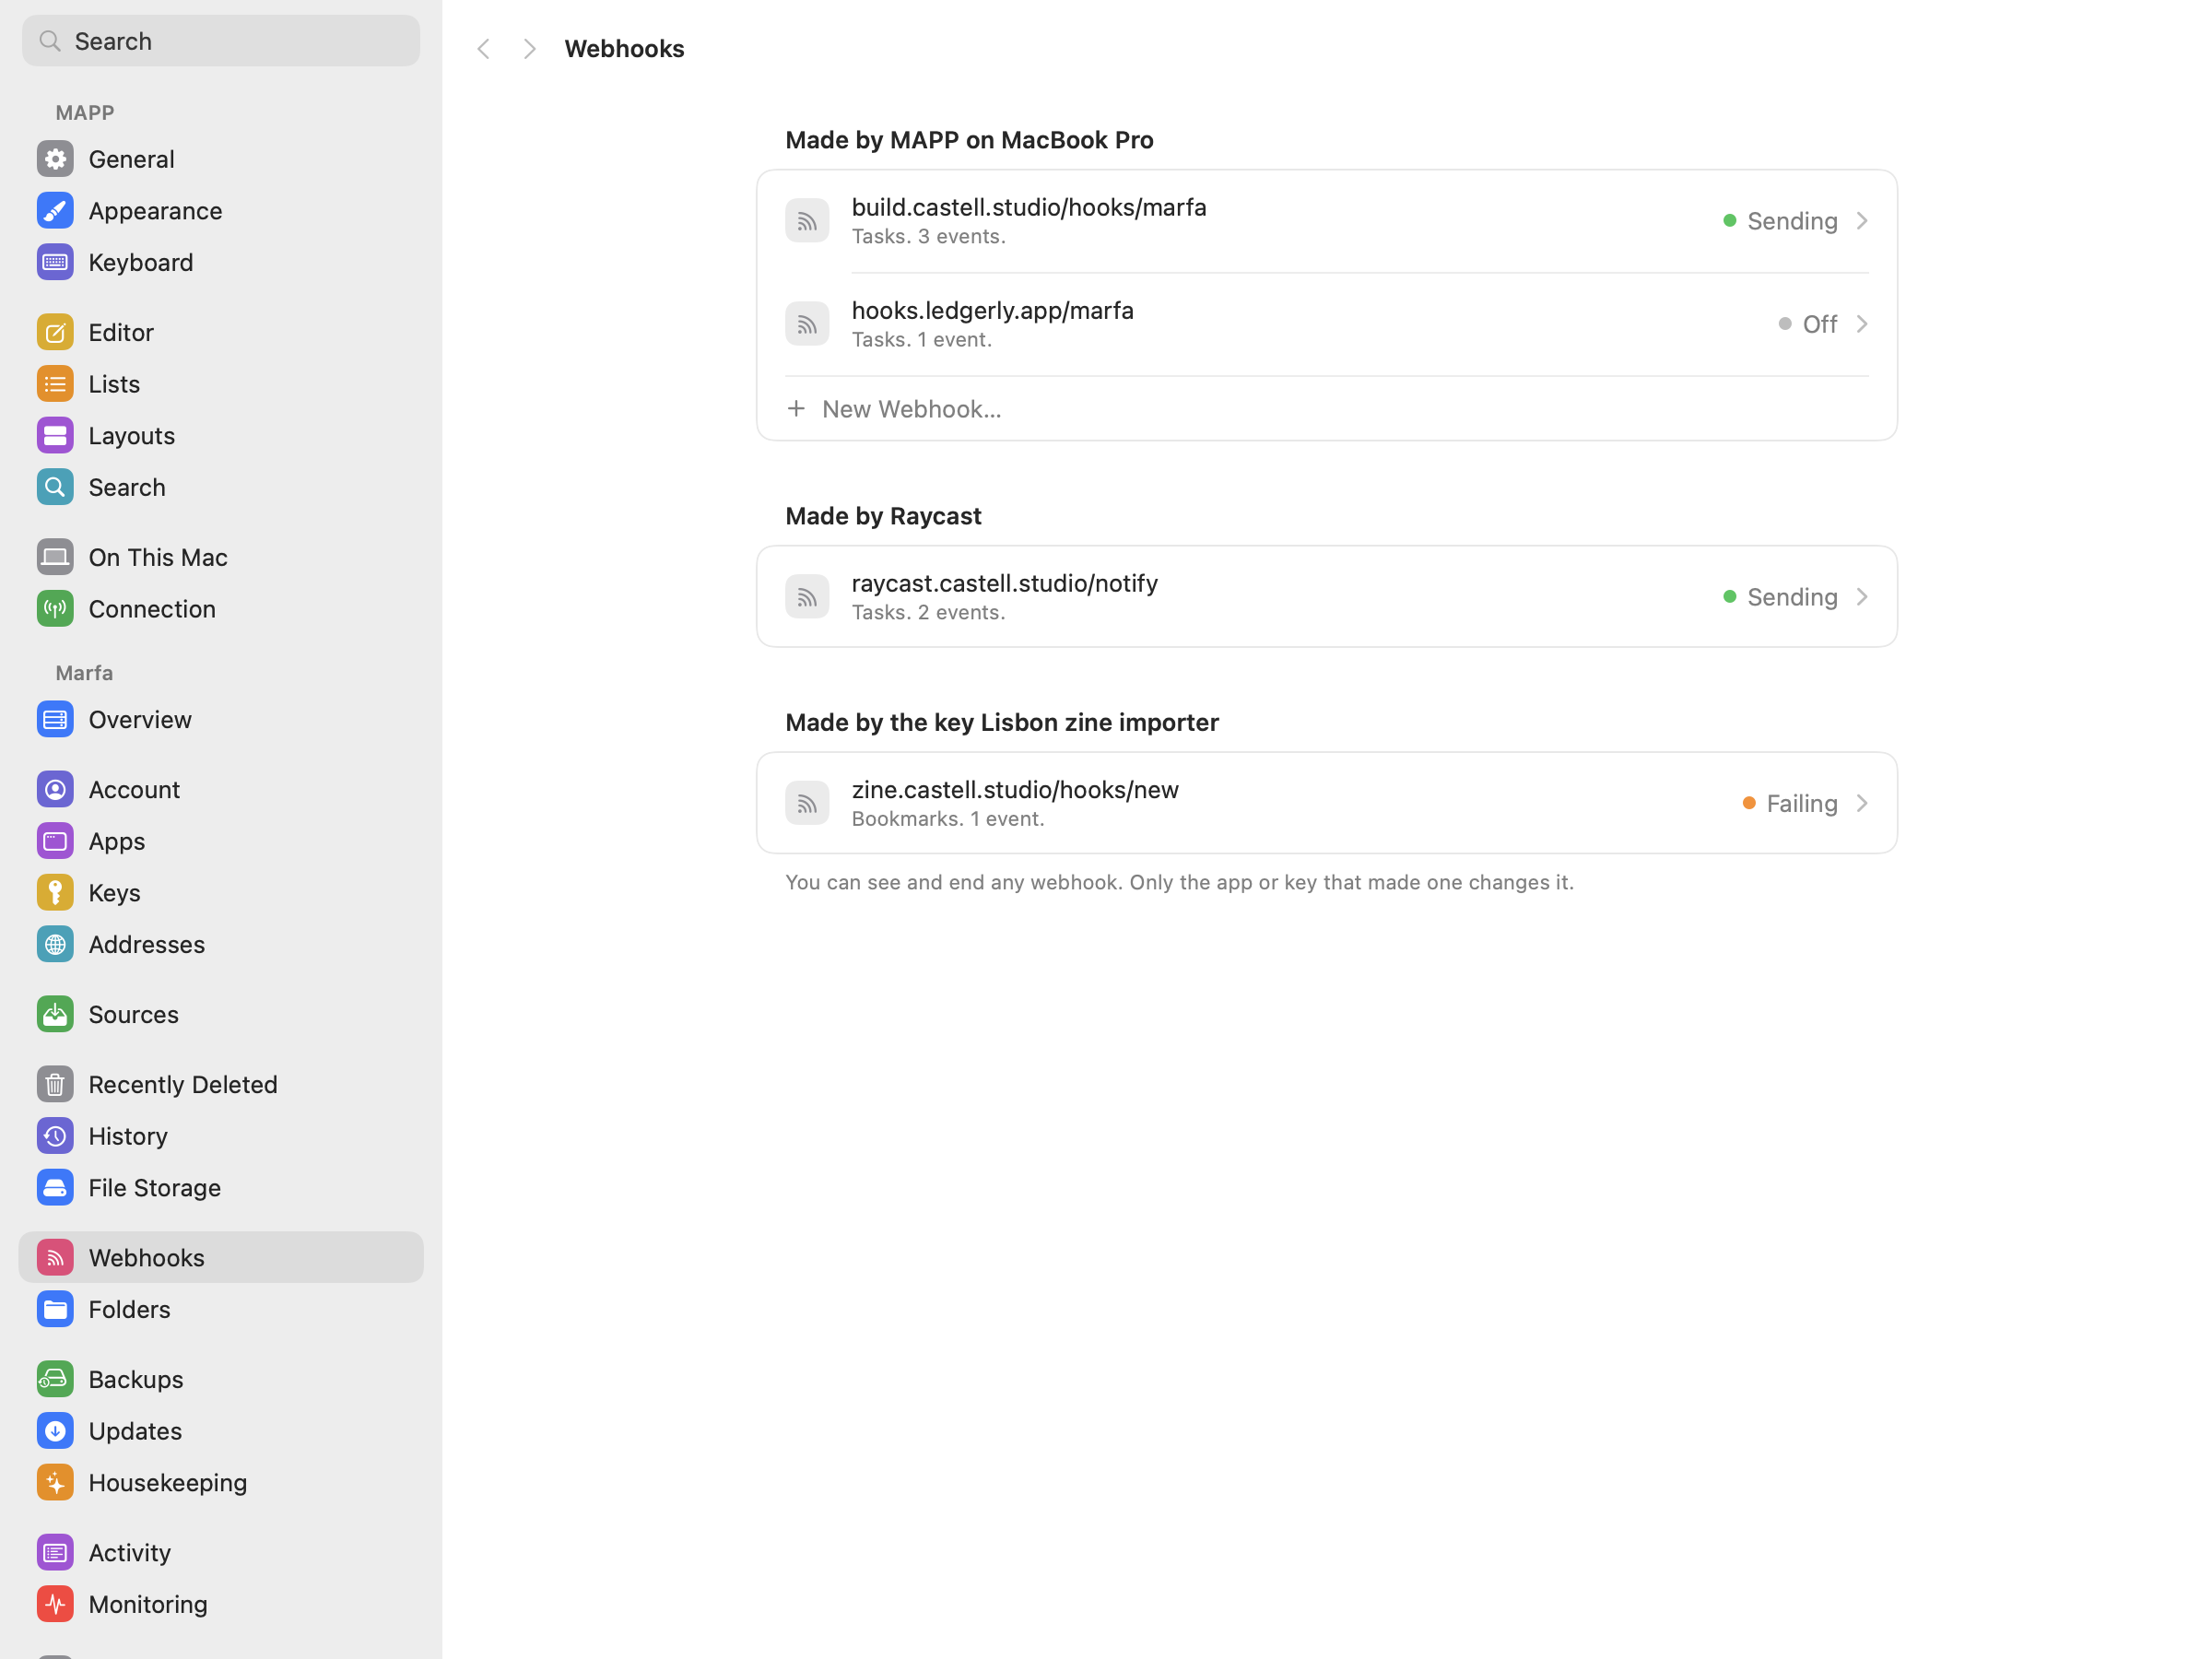 Search
MAPP
General
Appearance
Keyboard
Editor
Lists
Layouts
Search
On This Mac
Connection
Marfa
Overview
Account
Apps
Keys
Addresses
Sources
Recently Deleted
History
File Storage
Webhooks
Folders
Backups
Updates
Housekeeping
Activity
Monitoring
Webhooks
Made by MAPP on MacBook Pro
build.castell.studio/hooks/marfa
Tasks. 3 events.
Sending
hooks.ledgerly.app/marfa
Tasks. 1 event.
Off
+ New Webhook...
Made by Raycast
raycast.castell.studio/notify
Tasks. 2 events.
Sending
Made by the key Lisbon zine importer
zine.castell.studio/hooks/new
Bookmarks. 1 event.
Failing
You can see and end any webhook. Only the app or key that made one changes it.